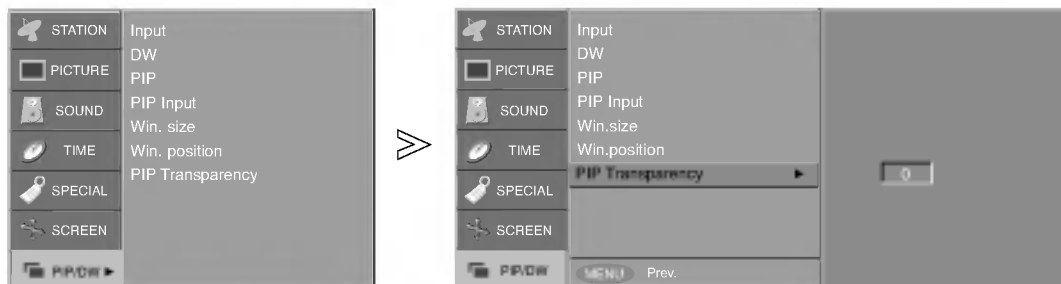 STATION
PICTURE
SOUND
TIME
SPECIAL
SCREEN
PIP/DW
Input
DW
PIP
PIP Input
Win. size
Win. position
PIP Transparency
STATION
PICTURE
SOUND
TIME
SPECIAL
SCREEN
PIP/DW
Input
DW
PIP
PIP Input
Win.size
Win.position
PIP Transparency
MENU Prev.
0